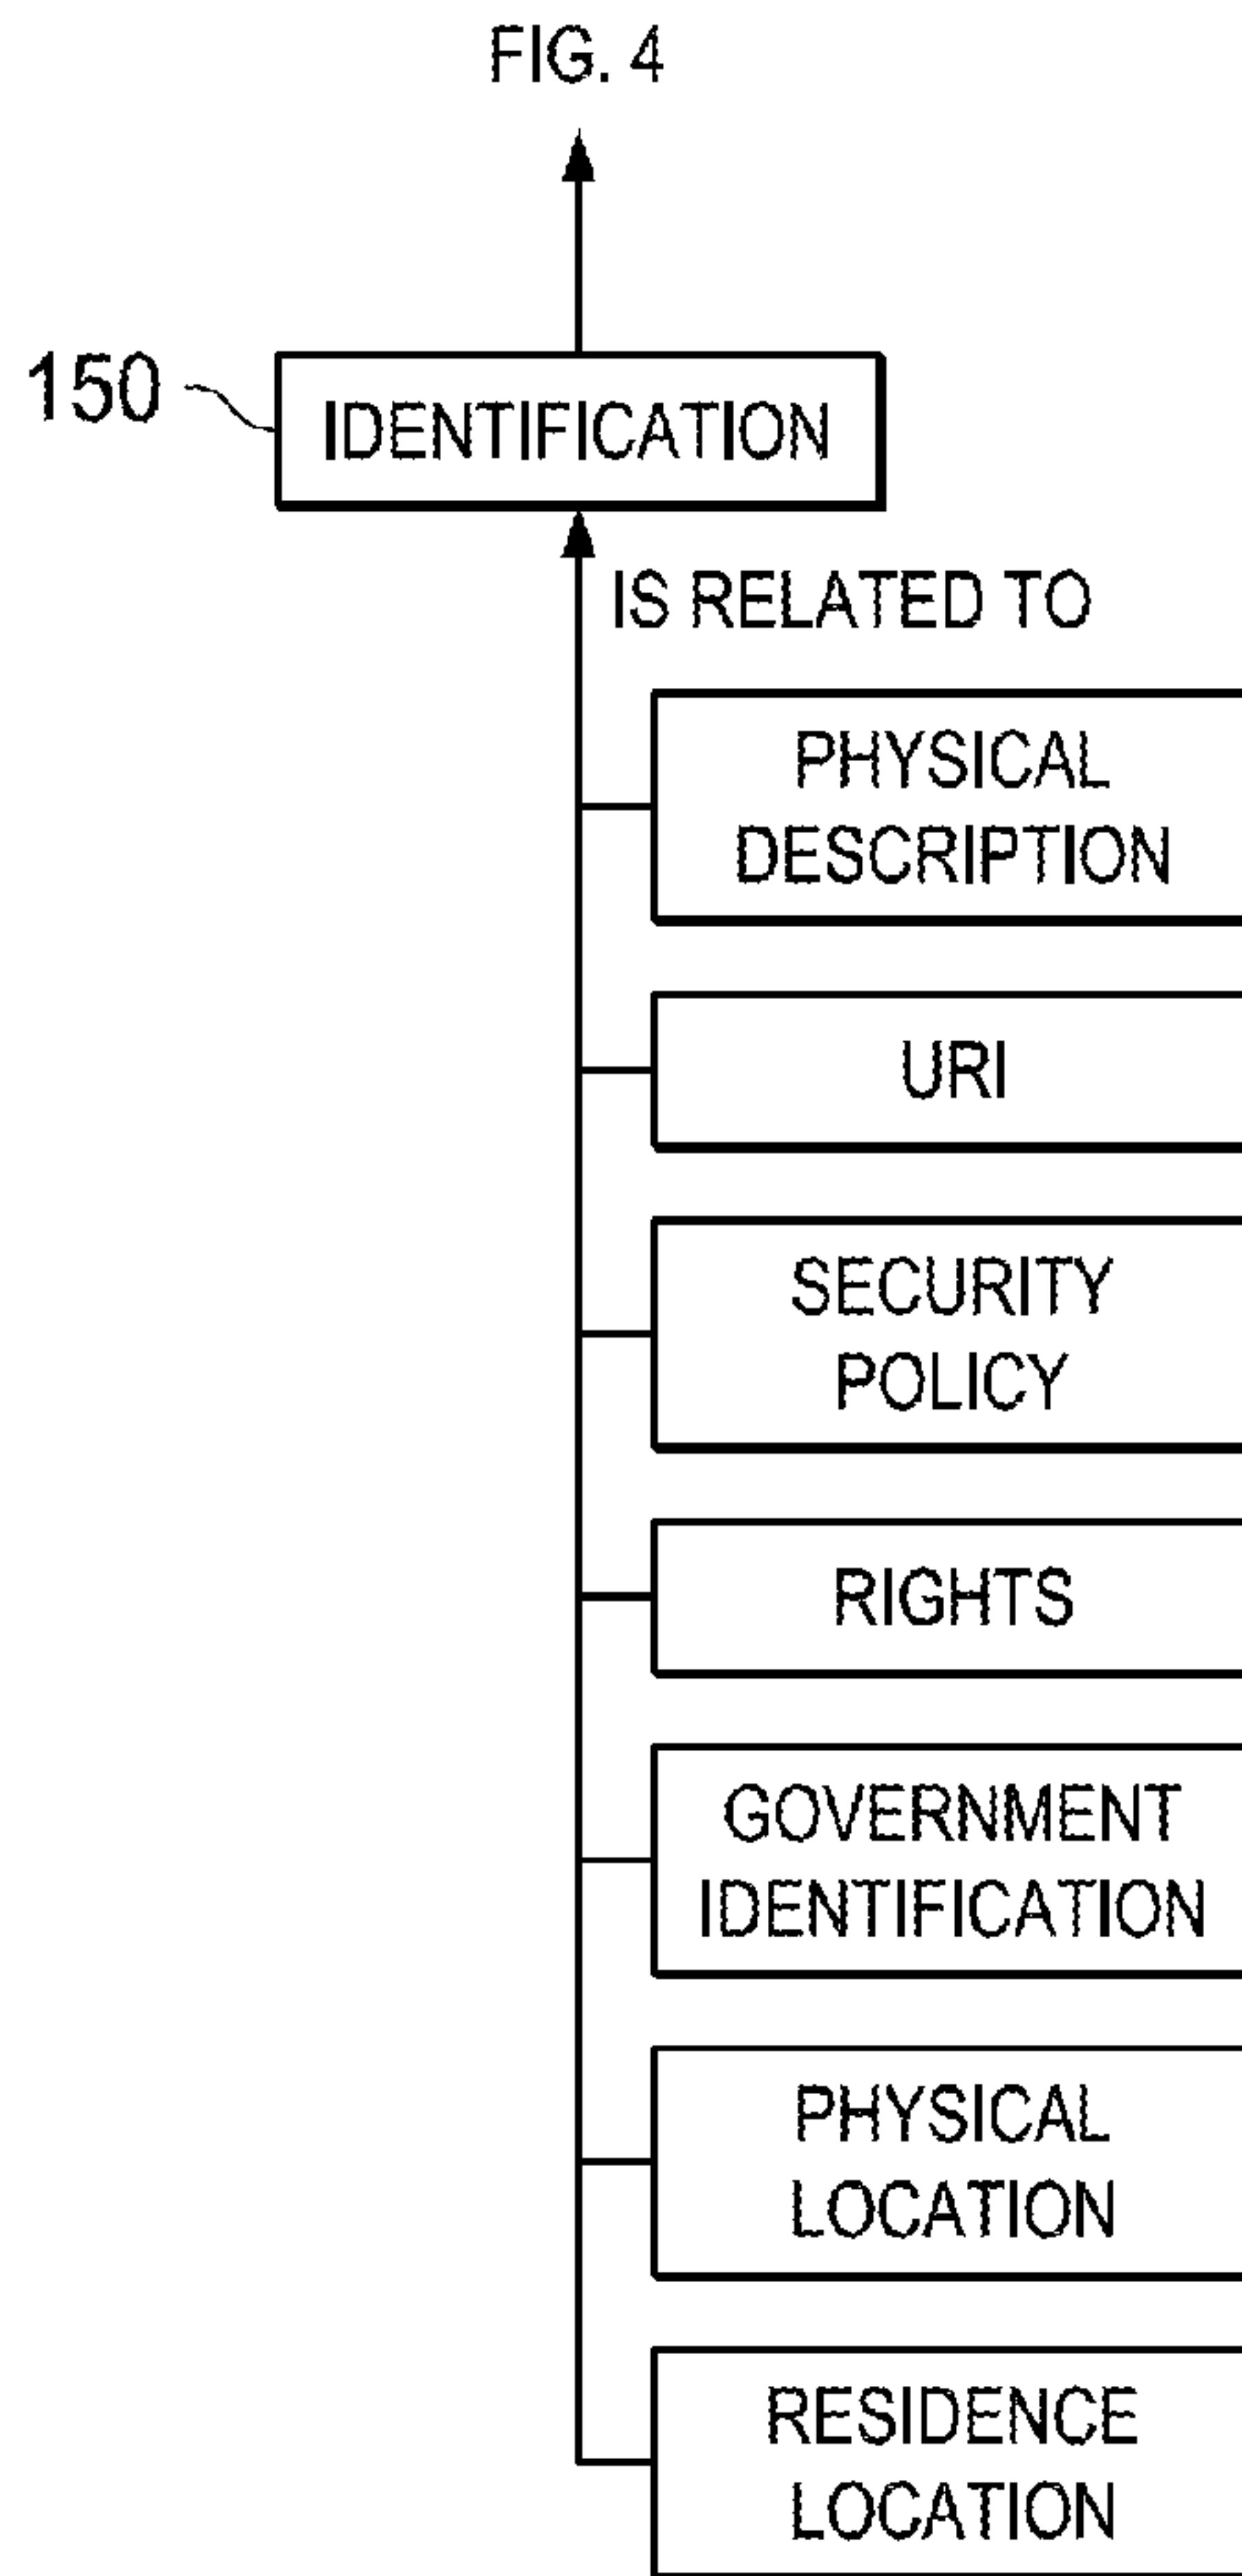 FIG. 4
150
IDENTIFICATION
IS RELATED TO
PHYSICAL
DESCRIPTION
URI
SECURITY
POLICY
RIGHTS
GOVERNMENT
IDENTIFICATION
PHYSICAL
LOCATION
RESIDENCE
LOCATION